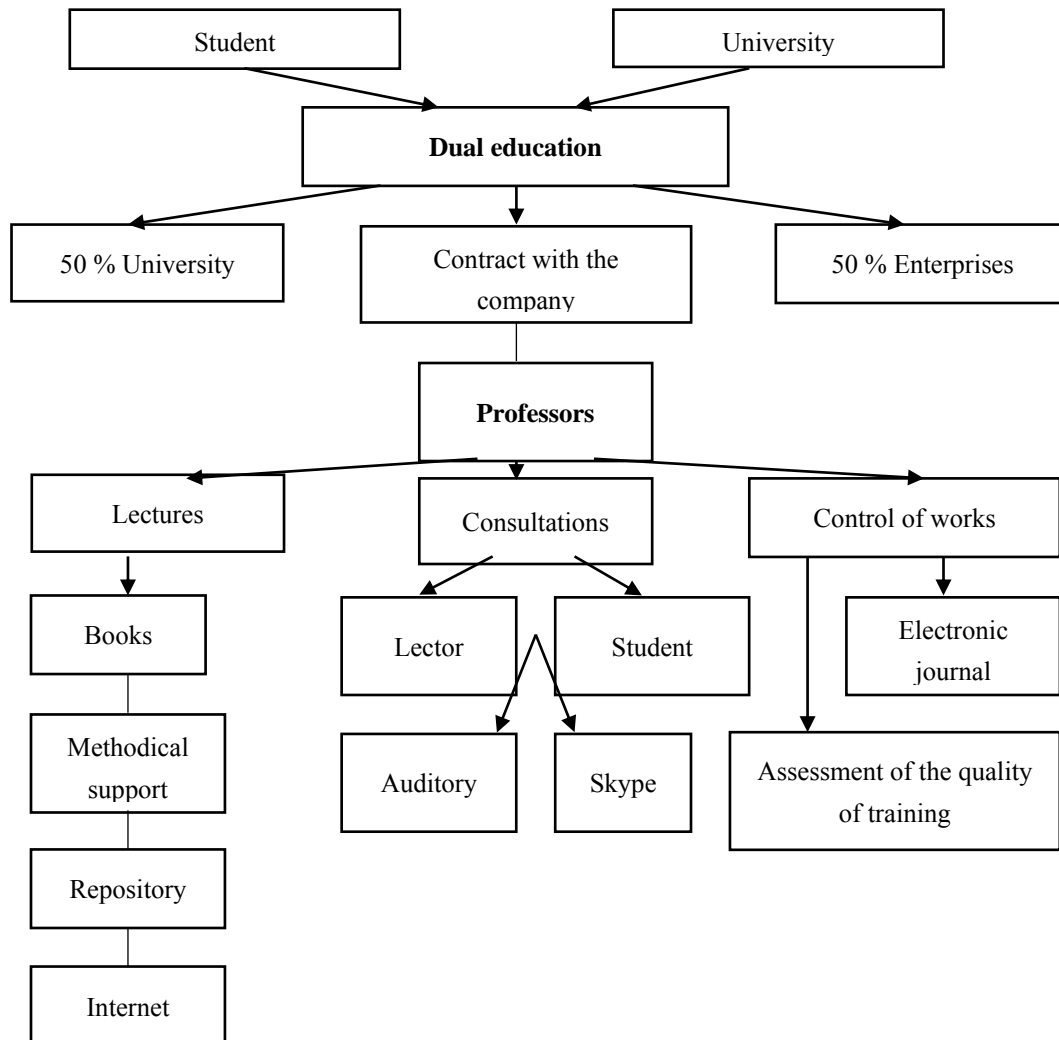 Student
University
Dual education
50 % University
Contract with the
company
50 % Enterprises
Professors
Lectures
Consultations
Control of works
Books
Lector
Student
Electronic
journal
Methodical
support
Auditory
Skype
Assessment of the quality
of training
Repository
Internet